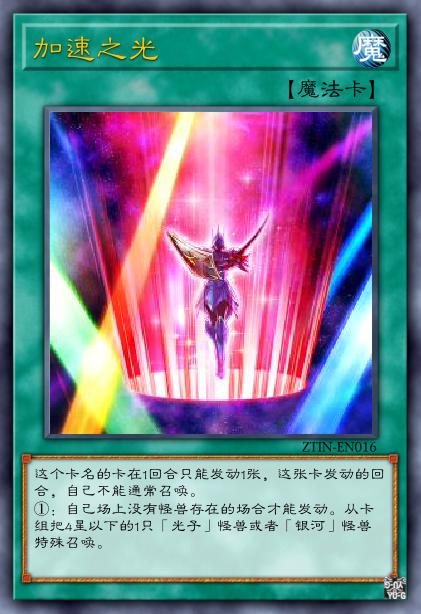 加速之光
魔
【魔法卡】
ZTIN-EN016
这个卡名的卡在1回合只能发动1张，这张卡发动的回
合，自己不能通常召唤。
①：自己场上没有怪兽存在的场合才能发动。从卡
组把4星以下的1只「光子」怪兽或者「银河」怪兽
特殊召唤。